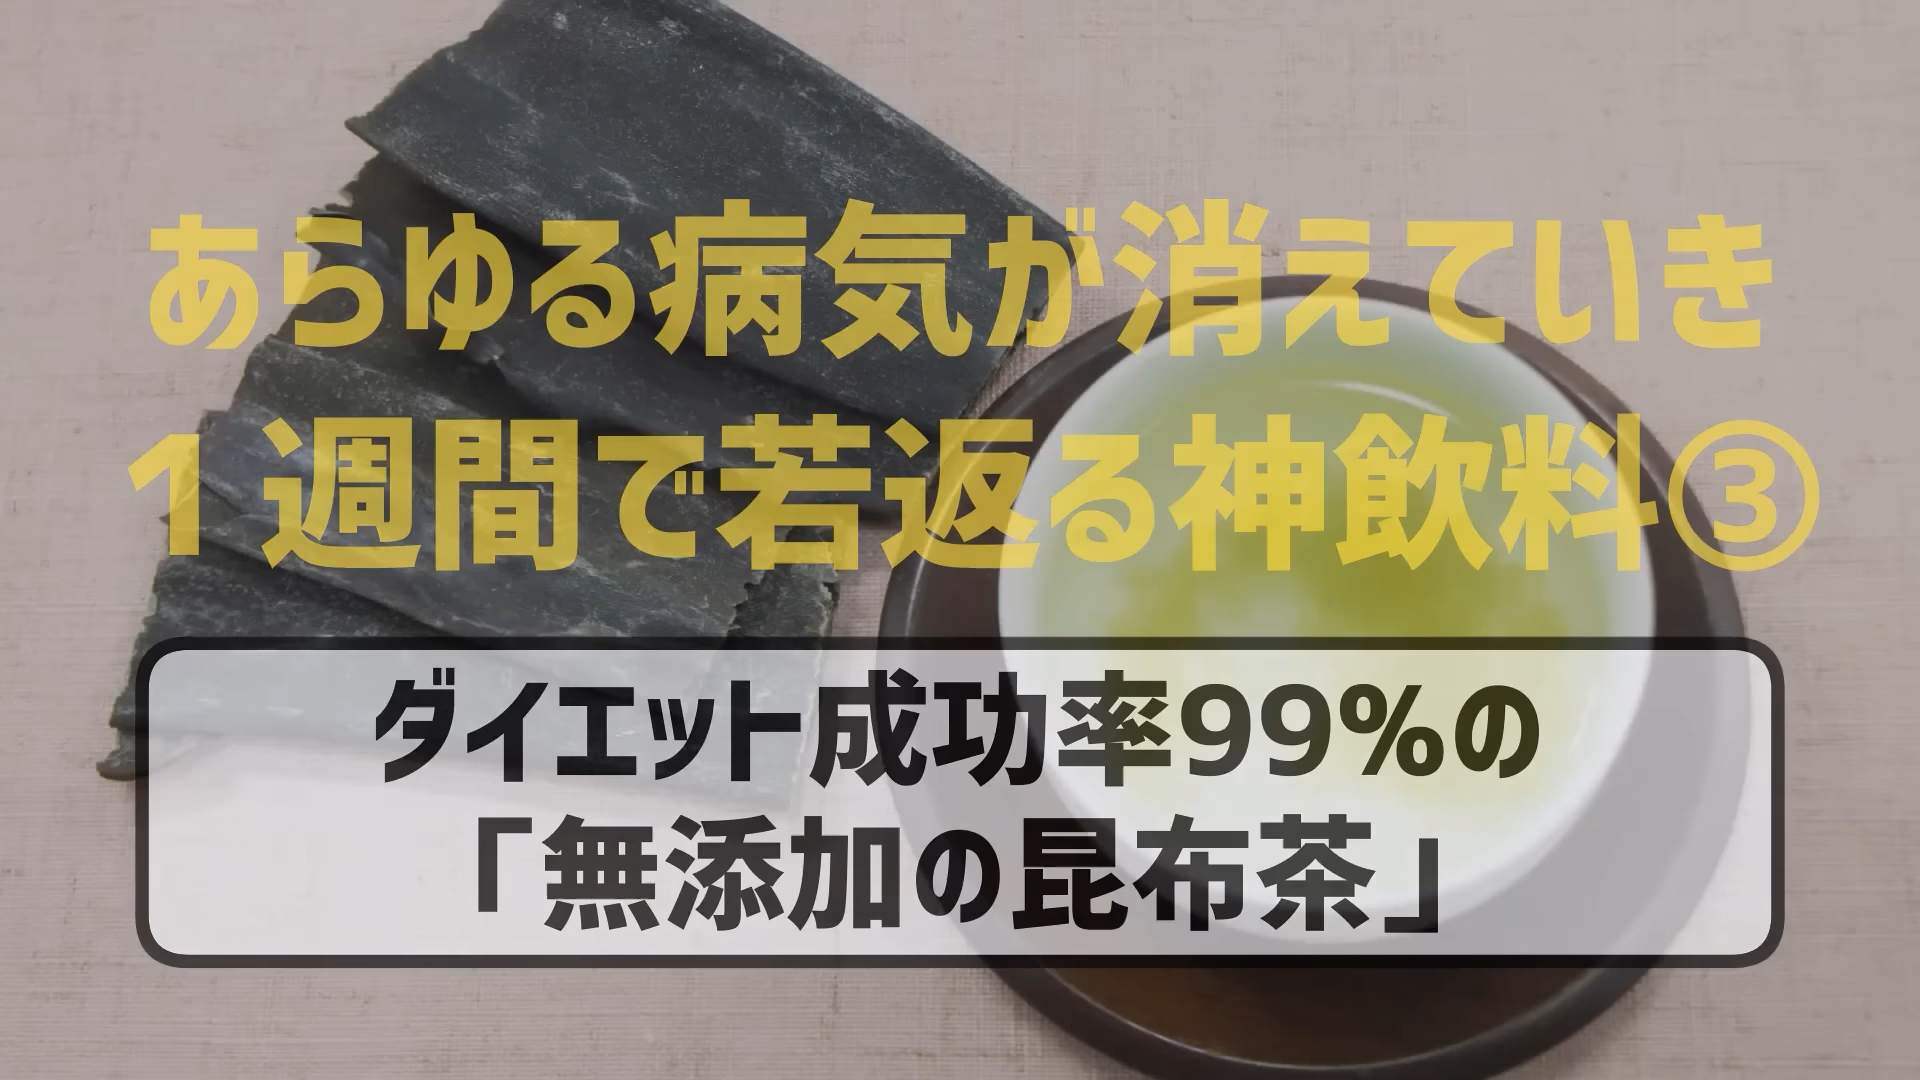 あらゆる病気が消えていき
１週間で若返る神飲料③
ダイエット成功率99%の
「無添加の昆布茶」